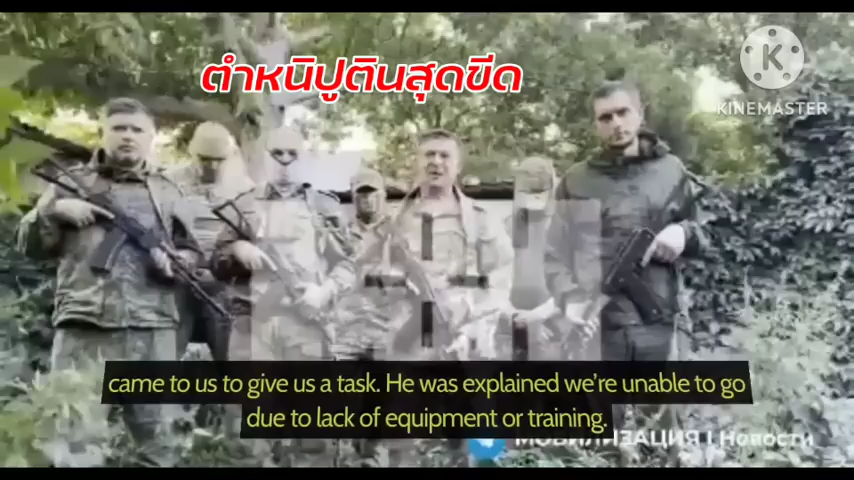 ตำหนิปูตินสุดขีด
K
KINEMASTER
came to us to give us a task. He was explained we're unable to go
due to lack of equipment or training.
МОБИЛИЗАЦИЯ | Новости